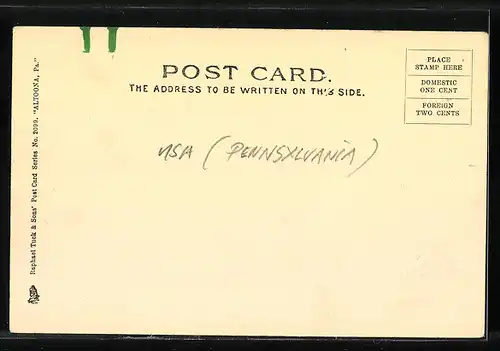 POST CARD.
THE ADDRESS TO BE WRITTEN ON THIS SIDE.
PLACE
STAMP HERE
DOMESTIC
ONE CENT
FOREIGN
TWO CENTS
USA (PENNSXLVANIA)
Raphael Tuck & Sons' Post Card Series No. 2099. "ALTOONA, Pa."